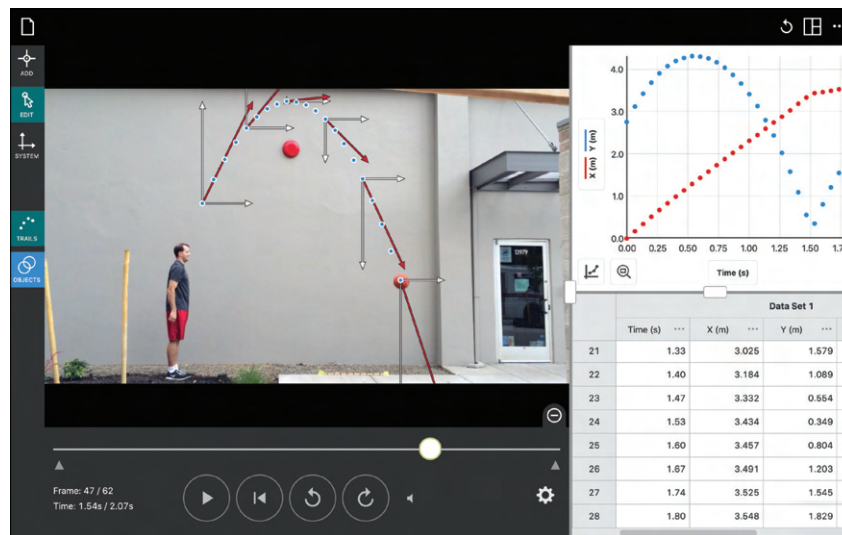 ADD
EDIT
SYSTEM
TRAILS
OBJECTS
Frame: 47 / 62
Time: 1.54s / 2.07s
X (m) Y (m)
4.0
3.0
2.0
1.0
0.0
0.00 0.25 0.50 0.75 1.00 1.25 1.50 1.7
Time (s)
Data Set 1
Time (s) ··· X (m) ··· Y (m) ···
21 1.33 3.025 1.579
22 1.40 3.184 1.089
23 1.47 3.332 0.554
24 1.53 3.434 0.349
25 1.60 3.457 0.804
26 1.67 3.491 1.203
27 1.74 3.525 1.545
28 1.80 3.548 1.829